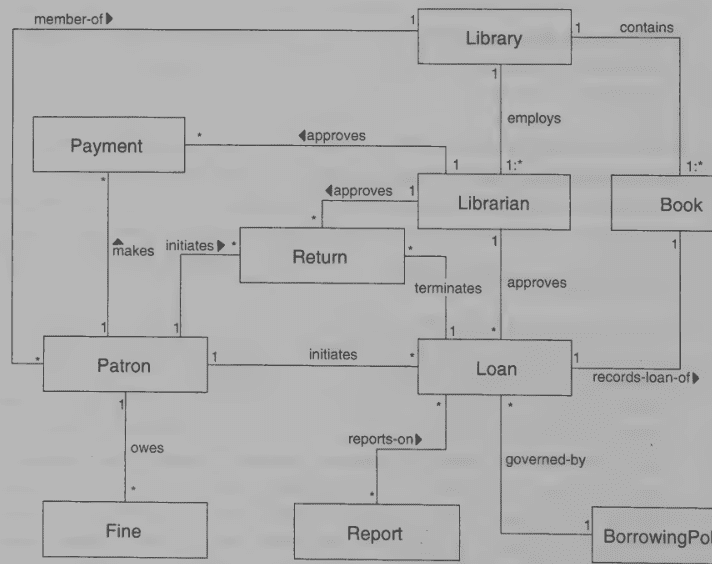 member-of ▶ 1
Library
1 contains
1
employs
Payment
* ◀approves
1 1:* 1:*
◀approves 1
Librarian
Book
*
initiates▶ *
Return
* 1 1
▲makes
terminates
approves
1 1 1 *
* Patron 1 initiates * Loan 1
records-loan-of▶
1 * *
reports-on▶
owes
governed-by
* *
Fine
Report
1 BorrowingPol